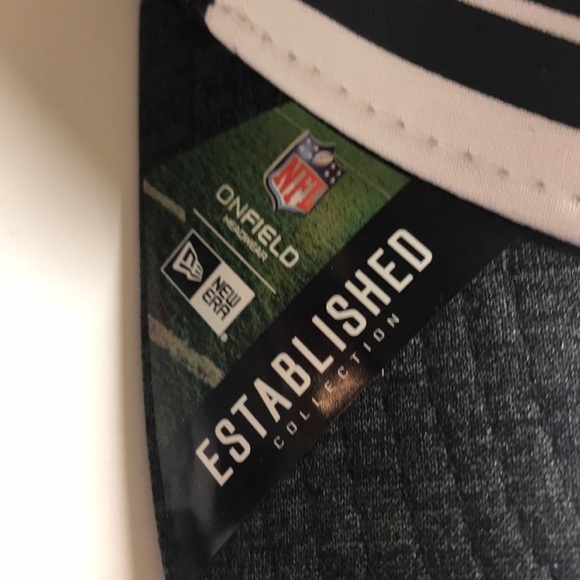 NFL
ONFIELD
HEADWEAR
NEW
ERA®
ESTABLISHED
COLLECTION